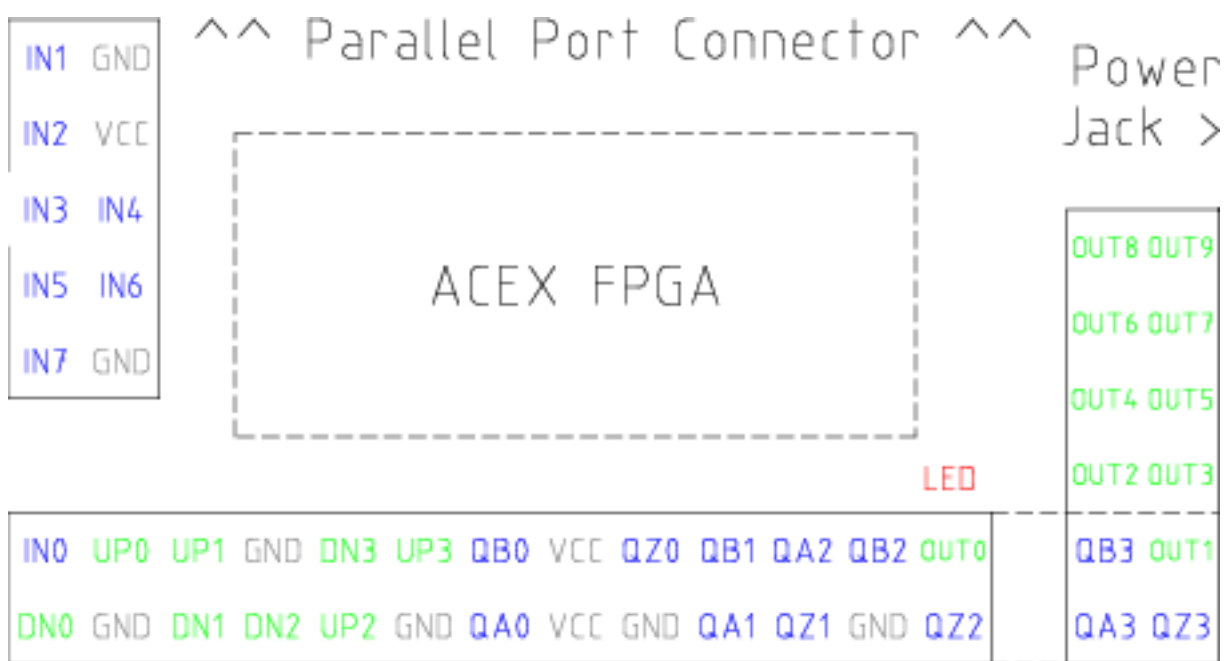 ^^ Parallel Port Connector ^^
Power
Jack >
IN1 GND
IN2 VCC
IN3 IN4
IN5 IN6
IN7 GND
ACEX FPGA
OUT8 OUT9
OUT6 OUT7
OUT4 OUT5
OUT2 OUT3
LED
IN0 UP0 UP1 GND DN3 UP3 QB0 VCC QZ0 QB1 QA2 QB2 OUT0
DN0 GND DN1 DN2 UP2 GND QA0 VCC GND QA1 QZ1 GND QZ2
QB3 OUT1
QA3 QZ3